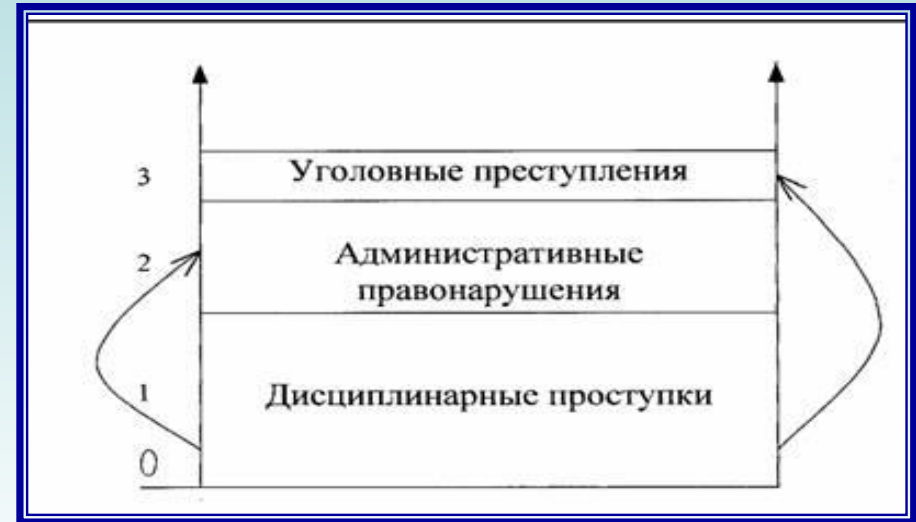 3 Уголовные преступления
2 Административные
правонарушения
1 Дисциплинарные проступки
0